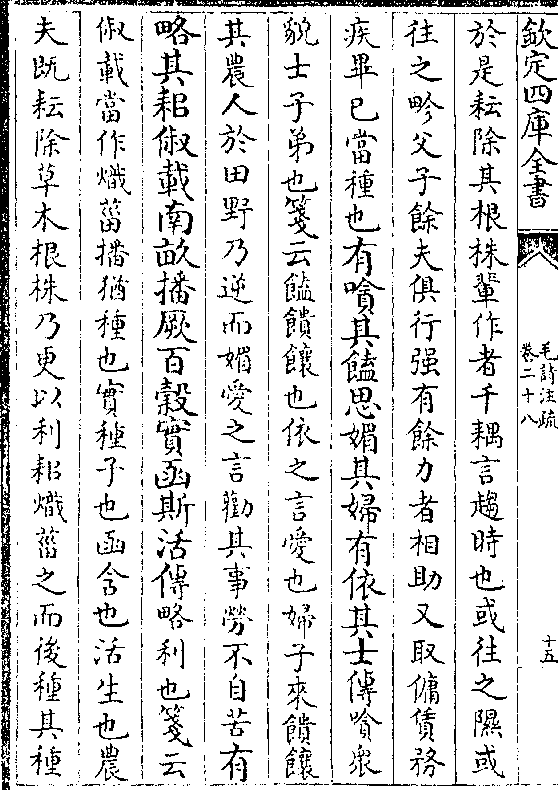 欽定四庫全書
毛詩注疏
卷二十八
十五
於是耘除其根株輩作者千耦言趨時也或往之隰或
往之畛父子餘夫俱行强有餘力者相助又取傭賃務
疾畢已當種也有嗿其饁思媚其婦有依其士傳嗿衆
貌士子弟也箋云饁饋饟也依之言愛也婦子來饋饟
其農人於田野乃逆而媚愛之言勸其事勞不自苦有
略其耜俶載南畝播厥百穀實函斯活傳略利也箋云
俶載當作熾菑播猶種也實種子也函含也活生也農
夫既耘除草木根株乃更以利耜熾菑之而後種其種